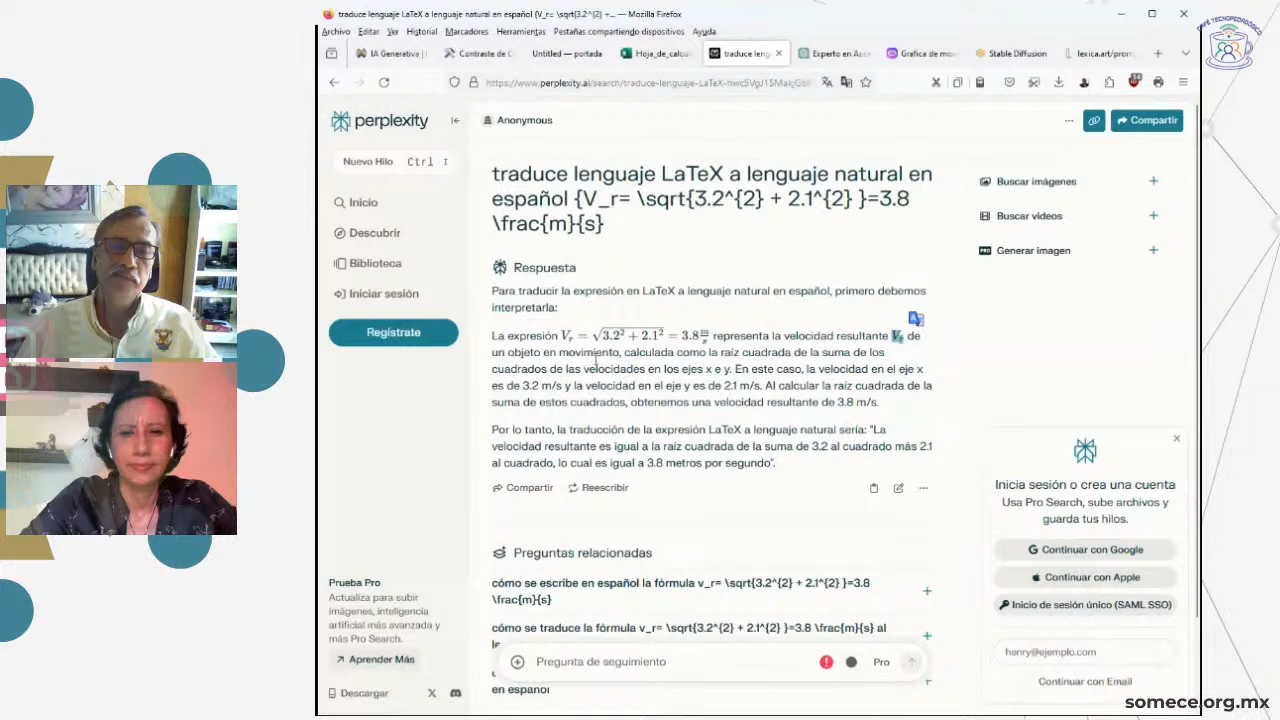 traduce lenguaje LaTeX a lenguaje natural en español {V_r= \sqrt{3.2^{2} +... — Mozilla Firefox
CAFÉ TECNOPEDAGÓGICO
Archivo Editar Ver Historial Marcadores Herramientas Pestañas compartiendo dispositivos Ayuda
IA Generativa | Contraste de C Untitled — portada Hoja_de_calcu traduce leng Experto en Acce Grafica de mov Stable Diffusion lexica.art/prom
https://www.perplexity.ai/search/traduce-lenguaje-LaTeX-
perplexity
Anonymous
Compartir
Nuevo Hilo Ctrl I
Inicio
Descubrir
Biblioteca
Iniciar sesión
Regístrate
traduce lenguaje LaTeX a lenguaje natural en
español {V_r= \sqrt{3.2^{2} + 2.1^{2} }=3.8
\frac{m}{s}
Buscar imágenes
Buscar videos
PRO Generar imagen
Respuesta
Para traducir la expresión en LaTeX a lenguaje natural en español, primero debemos
interpretarla:
La expresión Vᵣ = √3.2² + 2.1² = 3.8 m/s representa la velocidad resultante Vᵣ de
un objeto en movimiento, calculada como la raíz cuadrada de la suma de los
cuadrados de las velocidades en los ejes x e y. En este caso, la velocidad en el eje x
es de 3.2 m/s y la velocidad en el eje y es de 2.1 m/s. Al calcular la raíz cuadrada de la
suma de estos cuadrados, obtenemos una velocidad resultante de 3.8 m/s.
Por lo tanto, la traducción de la expresión LaTeX a lenguaje natural sería: "La
velocidad resultante es igual a la raíz cuadrada de la suma de 3.2 al cuadrado más 2.1
al cuadrado, lo cual es igual a 3.8 metros por segundo".
Compartir Reescribir
Preguntas relacionadas
cómo se escribe en español la fórmula v_r= \sqrt{3.2^{2} + 2.1^{2} }=3.8
\frac{m}{s}
cómo se traduce la fórmula v_r= \sqrt{3.2^{2} + 2.1^{2} }=3.8 \frac{m}{s} al
Pregunta de seguimiento Pro
en español
Prueba Pro
Actualiza para subir
imágenes, inteligencia
artificial más avanzada y
más Pro Search.
Aprender Más
Descargar
Inicia sesión o crea una cuenta
Usa Pro Search, sube archivos y
guarda tus hilos.
Continuar con Google
Continuar con Apple
Inicio de sesión único (SAML SSO)
henry@ejemplo.com
Continuar con Email
somece.org.mx